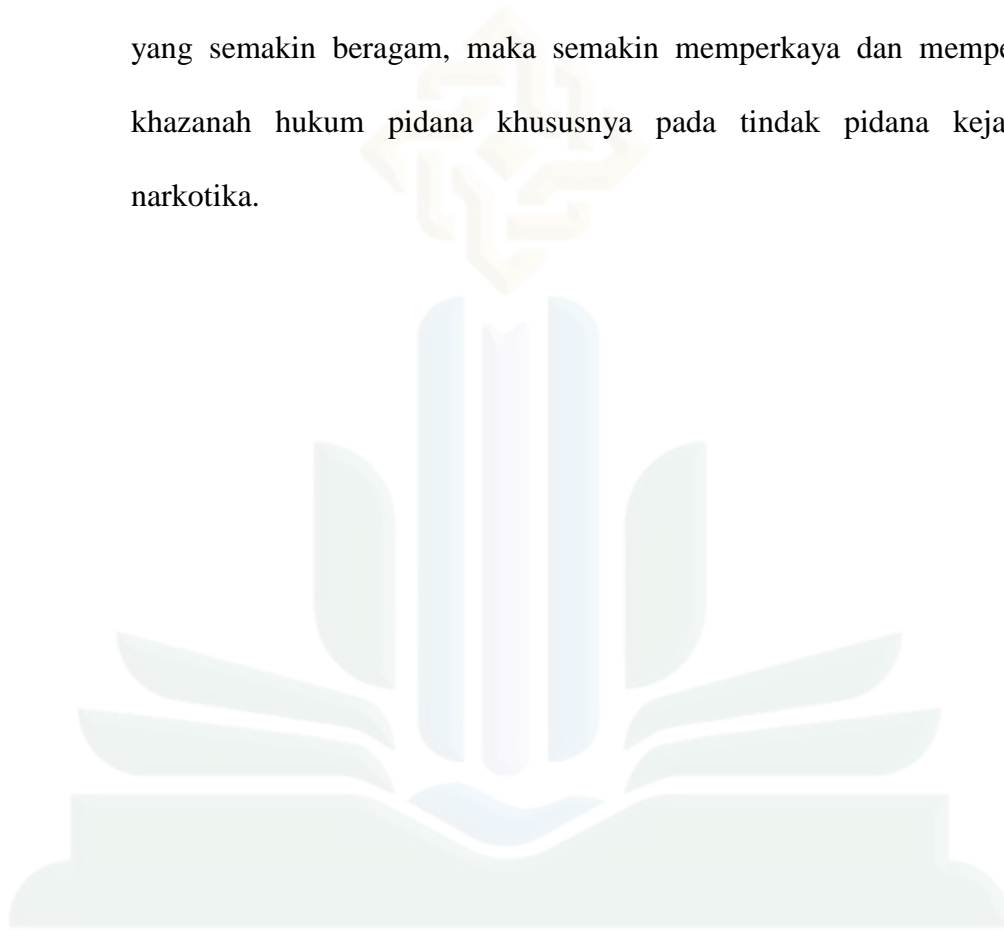 yang semakin beragam, maka semakin memperkaya dan
khazanah hukum pidana khususnya pada tindak pidana
narkotika.